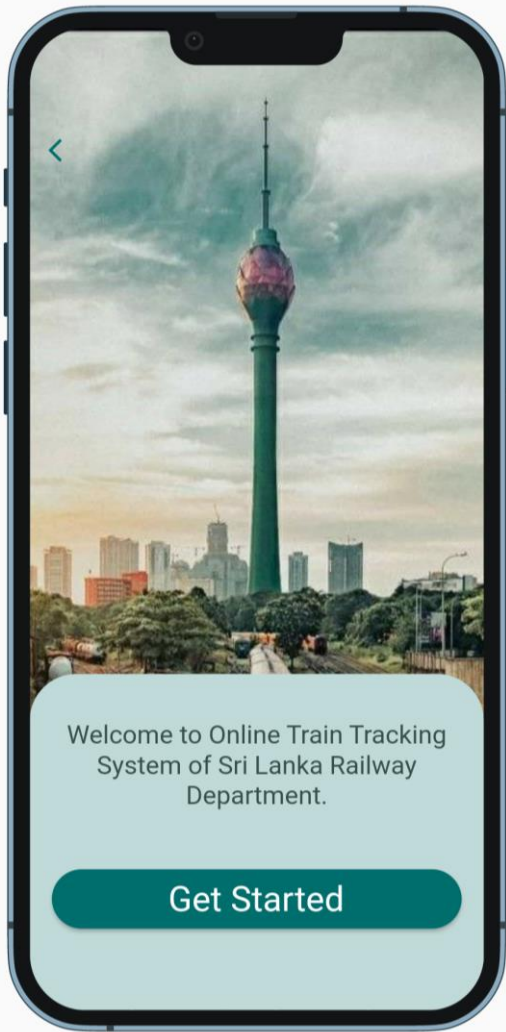 Welcome to Online Train Tracking
System of Sri Lanka Railway
Department.
Get Started